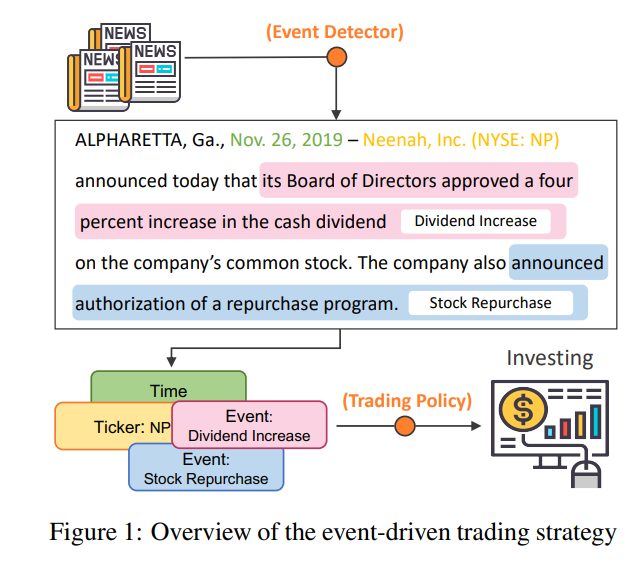 NEWS
NEWS
NEWS
(Event Detector)
ALPHARETTA, Ga., Nov. 26, 2019 – Neenah, Inc. (NYSE: NP)
announced today that its Board of Directors approved a four
percent increase in the cash dividend Dividend Increase
on the company's common stock. The company also announced
authorization of a repurchase program. Stock Repurchase
Time
Ticker: NP
Event:
Dividend Increase
Event:
Stock Repurchase
(Trading Policy)
Investing
$
Figure 1: Overview of the event-driven trading strategy